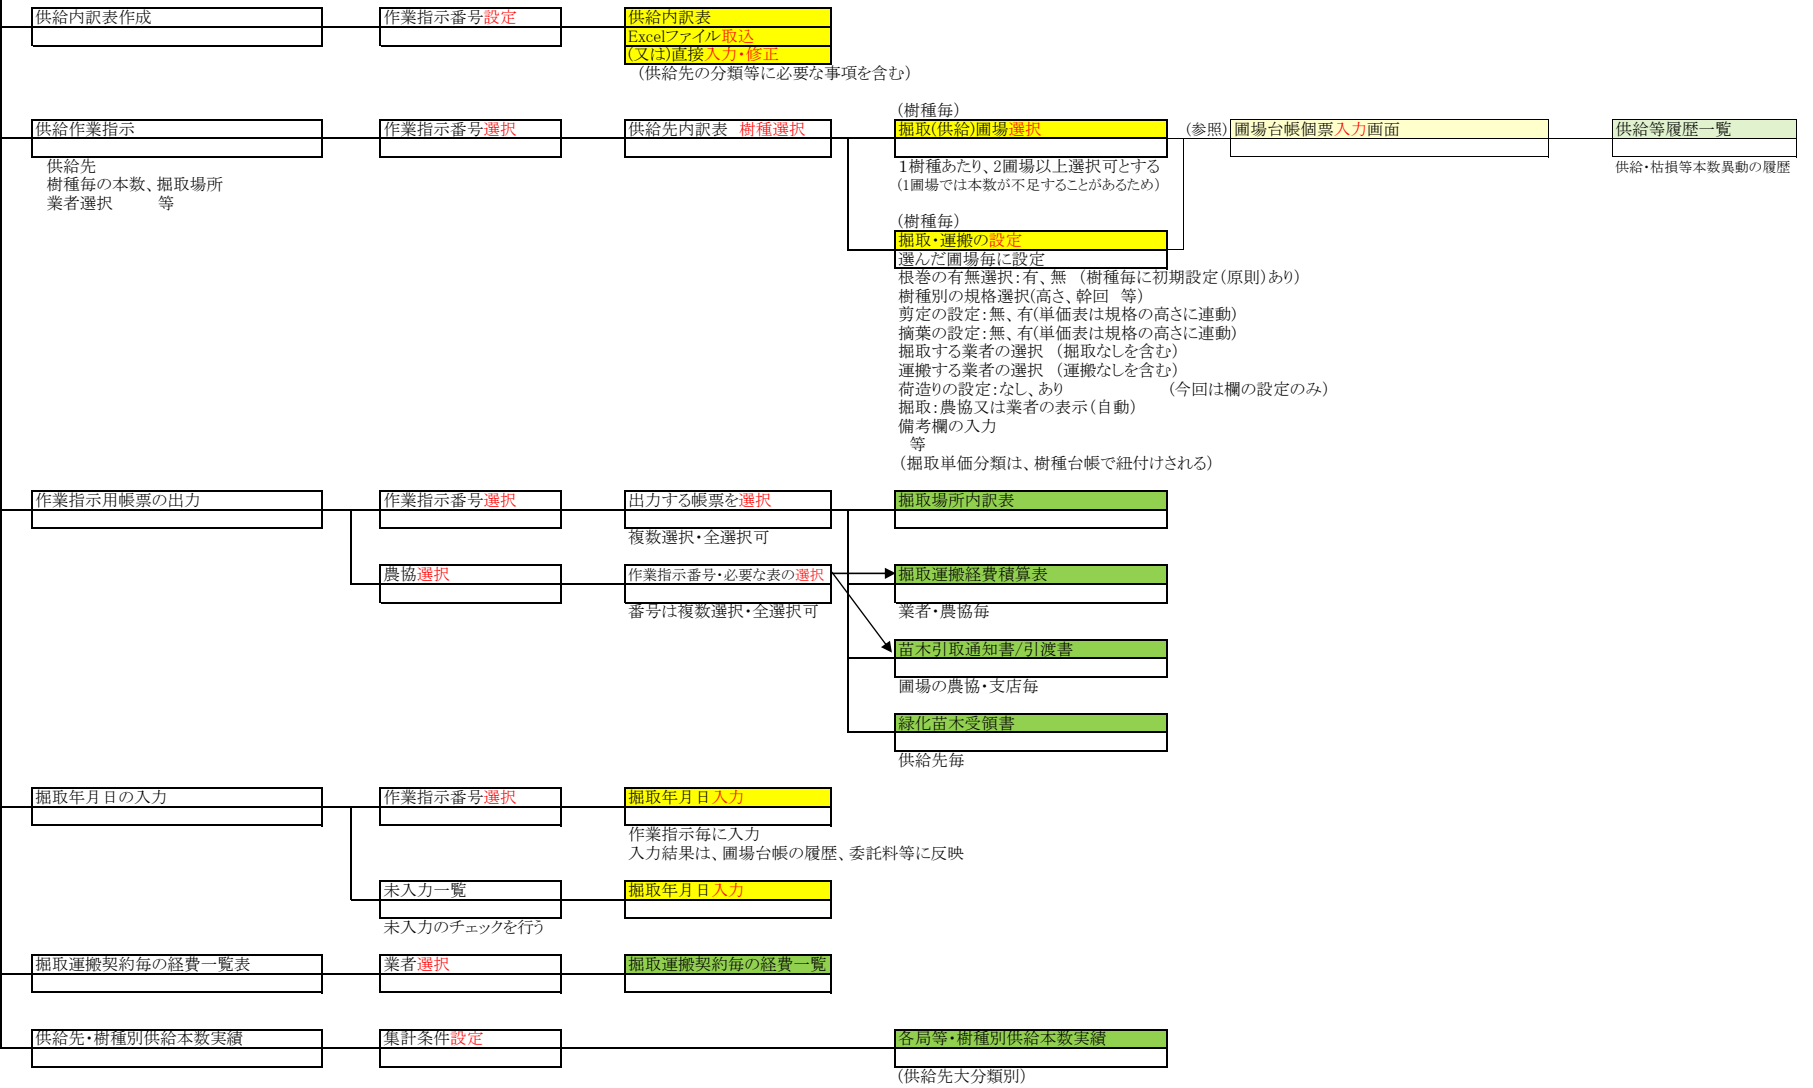 供給内訳表作成
作業指示番号設定
供給内訳表
Excelファイル取込
(又は)直接入力・修正
（供給先の分類等に必要な事項を含む）
供給作業指示
供給先
樹種毎の本数、掘取場所
業者選択　　　等
作業指示番号選択
供給先内訳表　樹種選択
（樹種毎）
掘取(供給)圃場選択
１樹種あたり、2圃場以上選択可とする
（1圃場では本数が不足することがあるため）
（参照）
圃場台帳個票入力画面
供給等履歴一覧
供給・枯損等本数異動の履歴
（樹種毎）
掘取・運搬の設定
選んだ圃場毎に設定
根巻の有無選択：有、無　（樹種毎に初期設定（原則）あり）
樹種別の規格選択(高さ、幹回　等）
剪定の設定：無、有(単価表は規格の高さに連動)
摘葉の設定：無、有(単価表は規格の高さに連動)
掘取する業者の選択　（掘取なしを含む）
運搬する業者の選択　（運搬なしを含む）
荷造りの設定：なし、あり　　　　　　　（今回は欄の設定のみ）
掘取：農協又は業者の表示（自動）
備考欄の入力
等
（掘取単価分類は、樹種台帳で紐付けされる）
作業指示用帳票の出力
作業指示番号選択
出力する帳票を選択
複数選択・全選択可
掘取場所内訳表
農協選択
作業指示番号・必要な表の選択
番号は複数選択・全選択可
掘取運搬経費積算表
業者・農協毎
苗木引取通知書/引渡書
圃場の農協・支店毎
緑化苗木受領書
供給先毎
掘取年月日の入力
作業指示番号選択
掘取年月日入力
作業指示毎に入力
入力結果は、圃場台帳の履歴、委託料等に反映
未入力一覧
未入力のチェックを行う
掘取年月日入力
掘取運搬契約毎の経費一覧表
業者選択
掘取運搬契約毎の経費一覧
供給先・樹種別供給本数実績
集計条件設定
各局等・樹種別供給本数実績
（供給先大分類別）